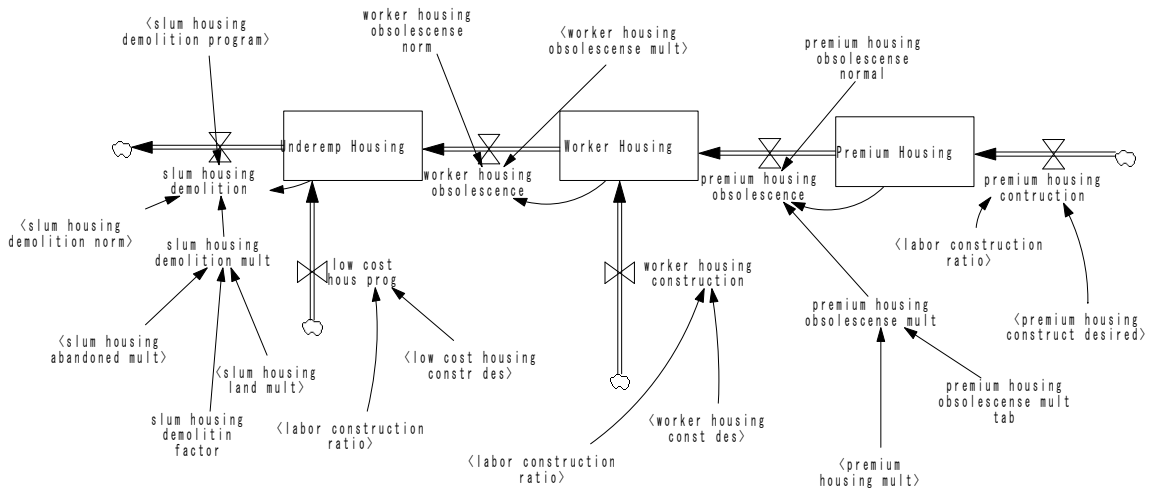 〈slum housing
demolition program〉
worker housing
obsolescense
norm
〈worker housing
obsolescense mult〉
premium housing
obsolescense
normal
Underemp Housing
Worker Housing
Premium Housing
slum housing
demolition
worker housing
obsolescence
premium housing
obsolescence
premium housing
contruction
〈slum housing
demolition norm〉
slum housing
demolition mult
low cost
hous prog
worker housing
construction
〈labor construction
ratio〉
premium housing
obsolescense mult
〈premium housing
construct desired〉
〈slum housing
abandoned mult〉
〈slum housing
land mult〉
〈low cost housing
constr des〉
premium housing
obsolescense mult
tab
slum housing
demolitin
factor
〈labor construction
ratio〉
〈worker housing
const des〉
〈labor construction
ratio〉
〈premium
housing mult〉